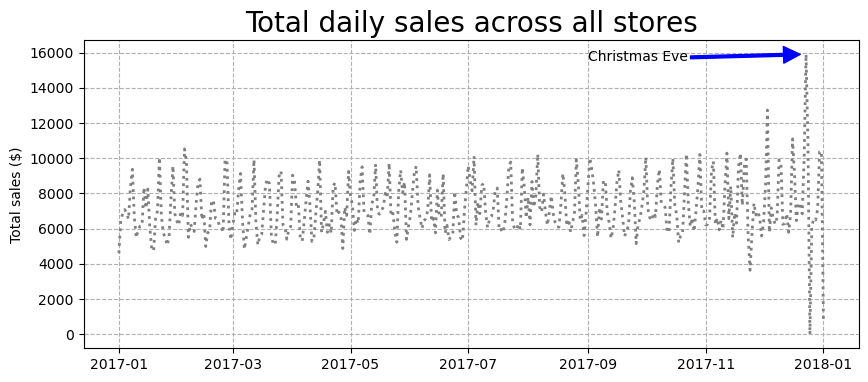 Total daily sales across all stores
Total sales ($)
16000
14000
12000
10000
8000
6000
4000
2000
0
Christmas Eve
2017-01 2017-03 2017-05 2017-07 2017-09 2017-11 2018-01